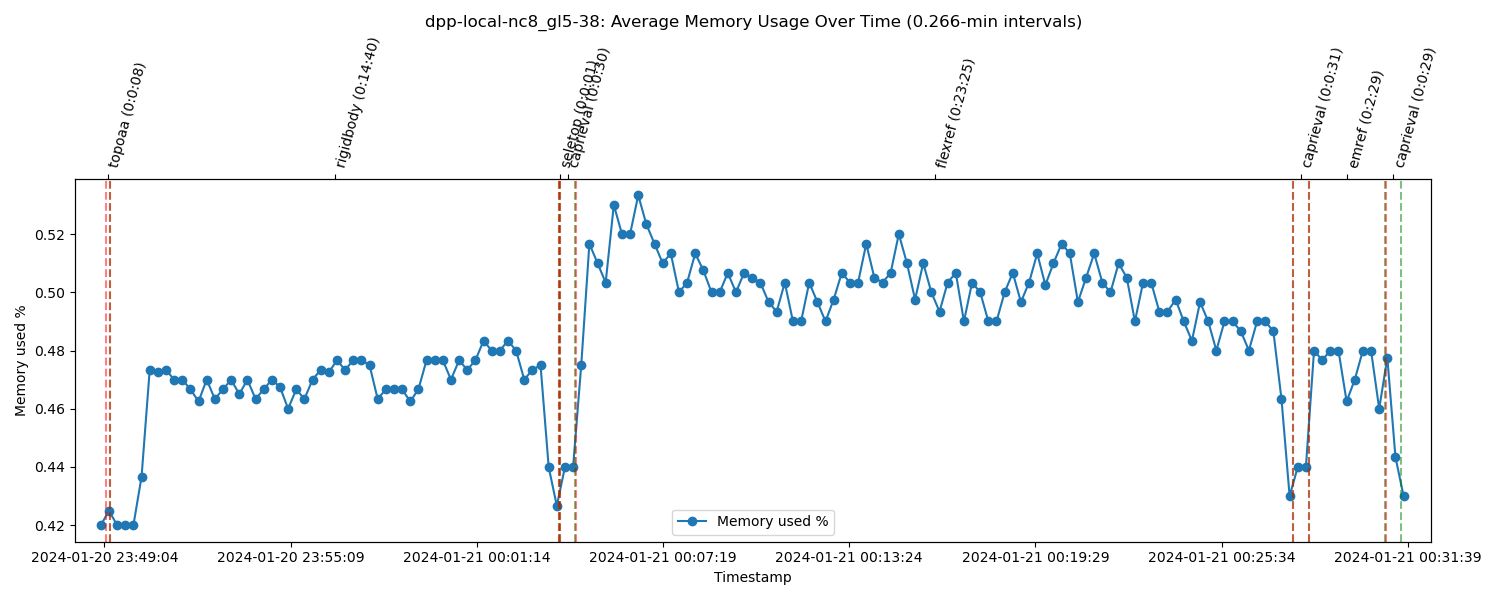 dpp-local-nc8_gl5-38: Average Memory Usage Over Time (0.266-min intervals)
topoaa (0:0:08)
rigidbody (0:14:40)
seletop (0:0:01)
caprieval (0:0:30)
flexref (0:23:25)
caprieval (0:0:31)
emref (0:2:29)
caprieval (0:0:29)
Memory used %
0.52
0.50
0.48
0.46
0.44
0.42
Memory used %
2024-01-20 23:49:04
2024-01-20 23:55:09
2024-01-21 00:01:14
2024-01-21 00:07:19
2024-01-21 00:13:24
2024-01-21 00:19:29
2024-01-21 00:25:34
2024-01-21 00:31:39
Timestamp